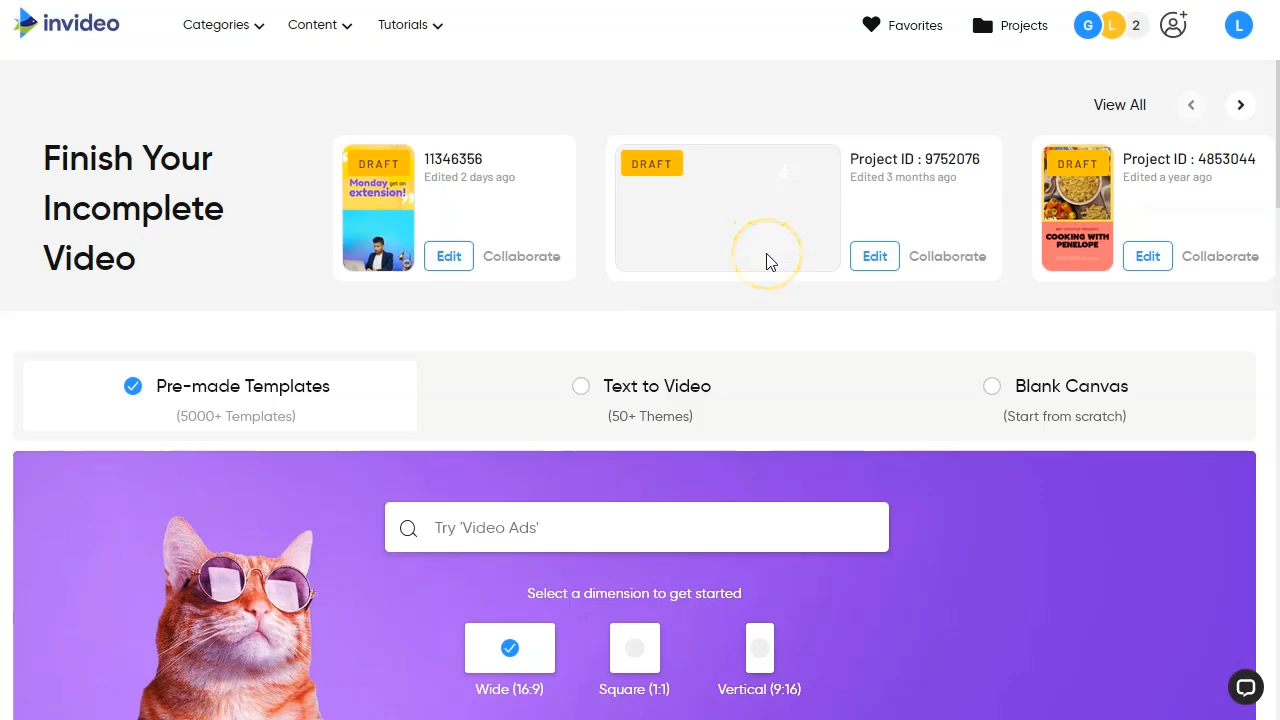 invideo
Categories
Content
Tutorials
Favorites
Projects
G
L
2
L
View All
Finish Your
Incomplete
Video
DRAFT
Monday get an
extension!
11346356
Edited 2 days ago
Edit
Collaborate
DRAFT
Project ID : 9752076
Edited 3 months ago
Edit
Collaborate
DRAFT
COOKING WITH
PENELOPE
Project ID : 4853044
Edited a year ago
Edit
Collaborate
Pre-made Templates
(5000+ Templates)
Text to Video
(50+ Themes)
Blank Canvas
(Start from scratch)
Try 'Video Ads'
Select a dimension to get started
Wide (16:9)
Square (1:1)
Vertical (9:16)